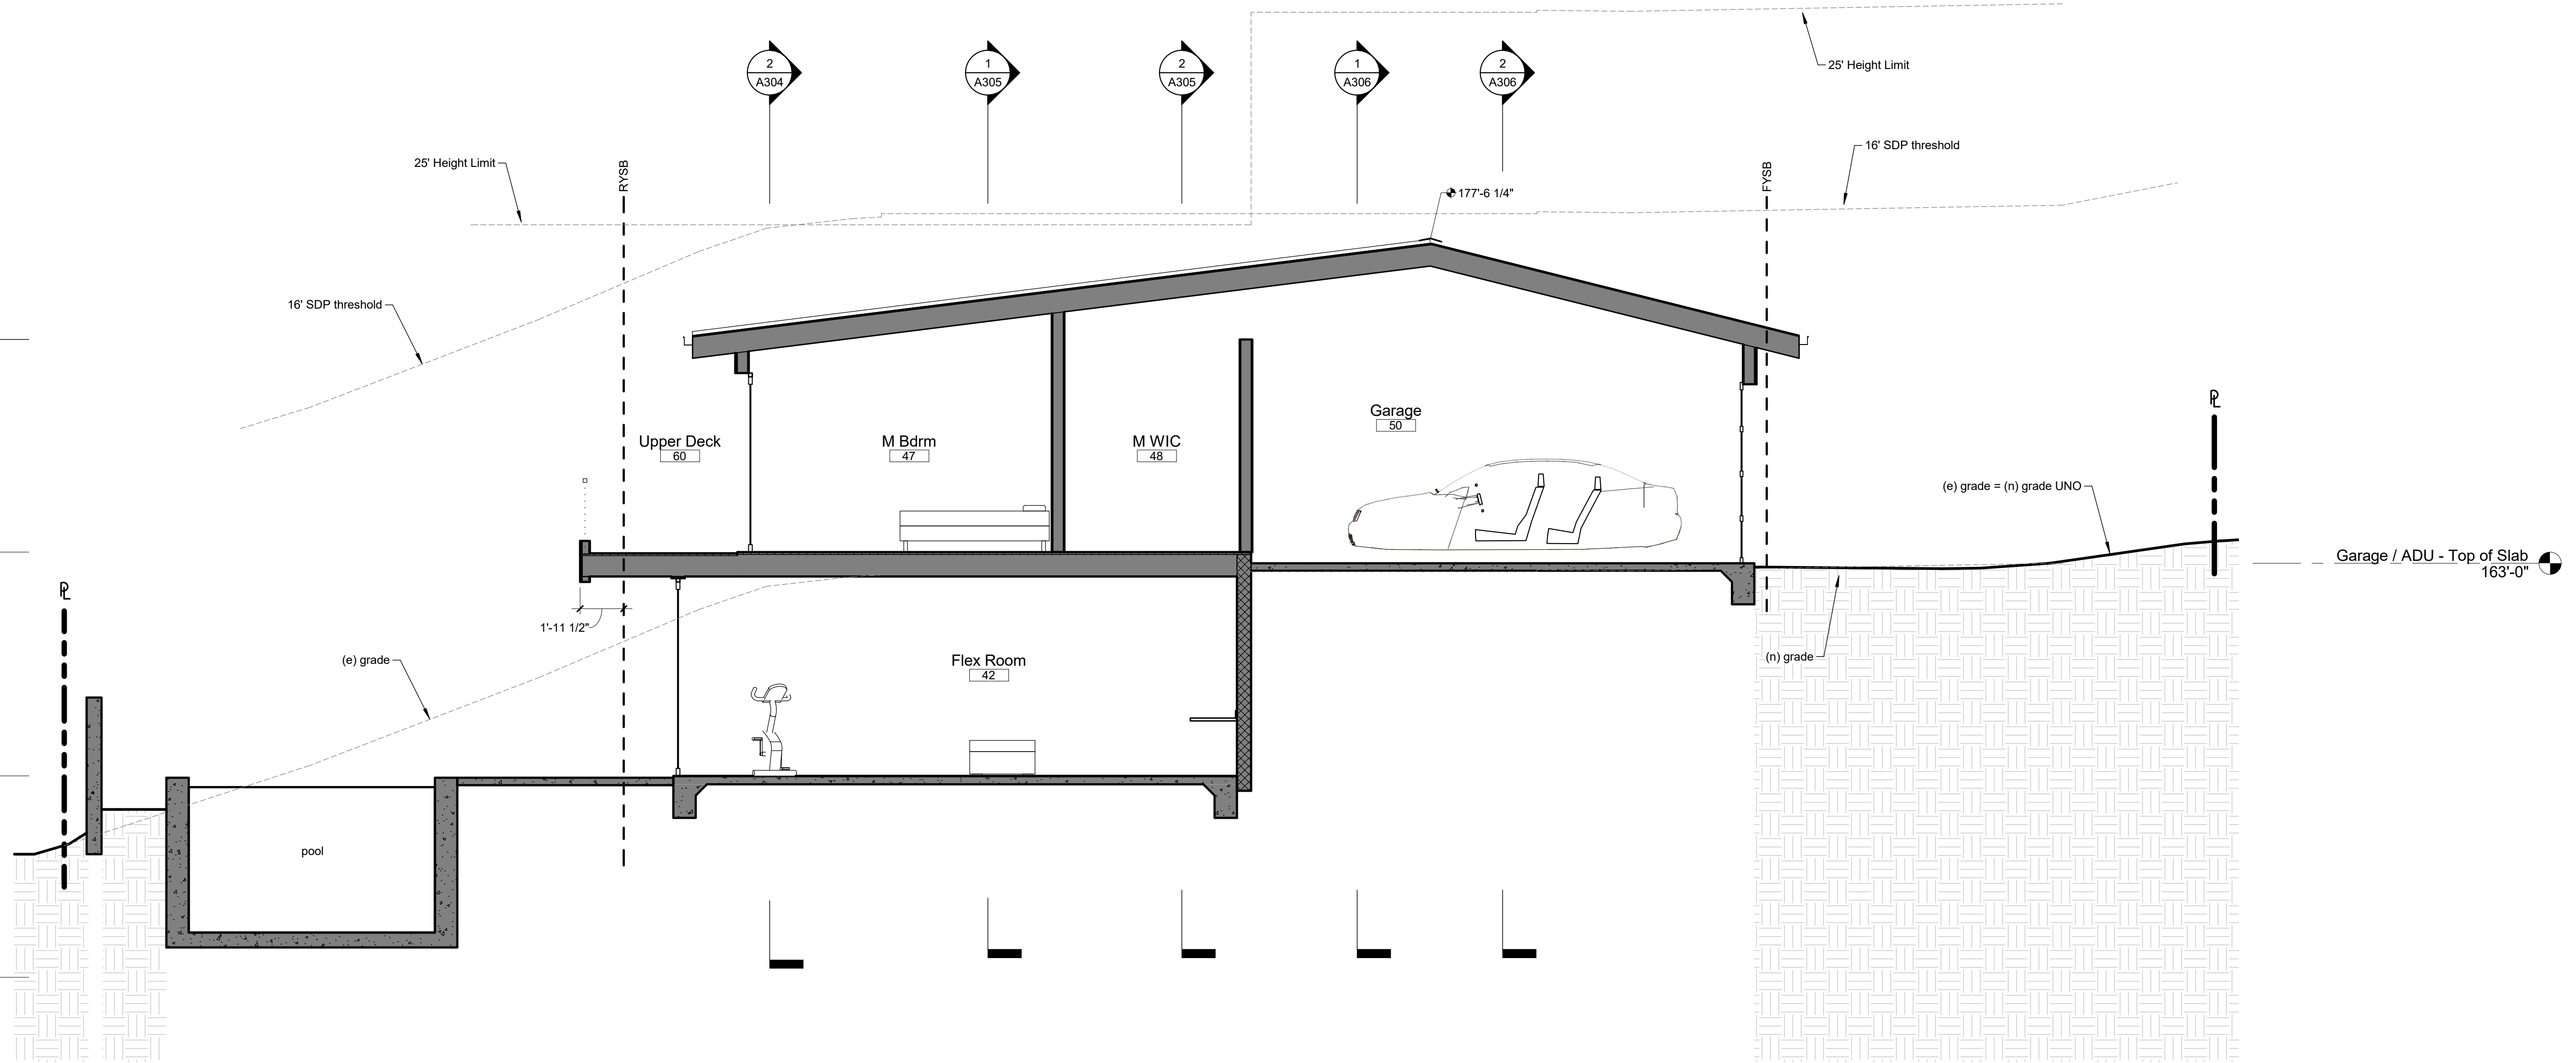 2
A304
1
A305
2
A305
1
A306
2
A306
25' Height Limit
25' Height Limit
RYSB
FYSB
16' SDP threshold
177'-6 1/4"
16' SDP threshold
PL
Garage
50
Upper Deck
60
M Bdrm
47
M WIC
48
(e) grade = (n) grade UNO
Garage / ADU - Top of Slab
163'-0"
PL
1'-11 1/2"
(e) grade
Flex Room
42
(n) grade
pool